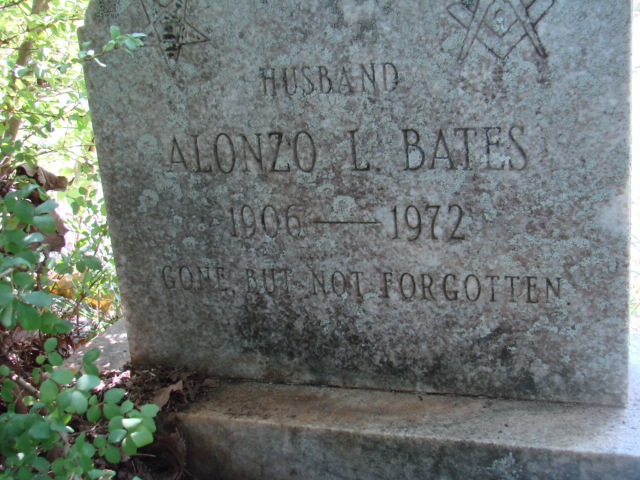 HUSBAND
ALONZO L. BATES
1906 — 1972
GONE BUT NOT FORGOTTEN.